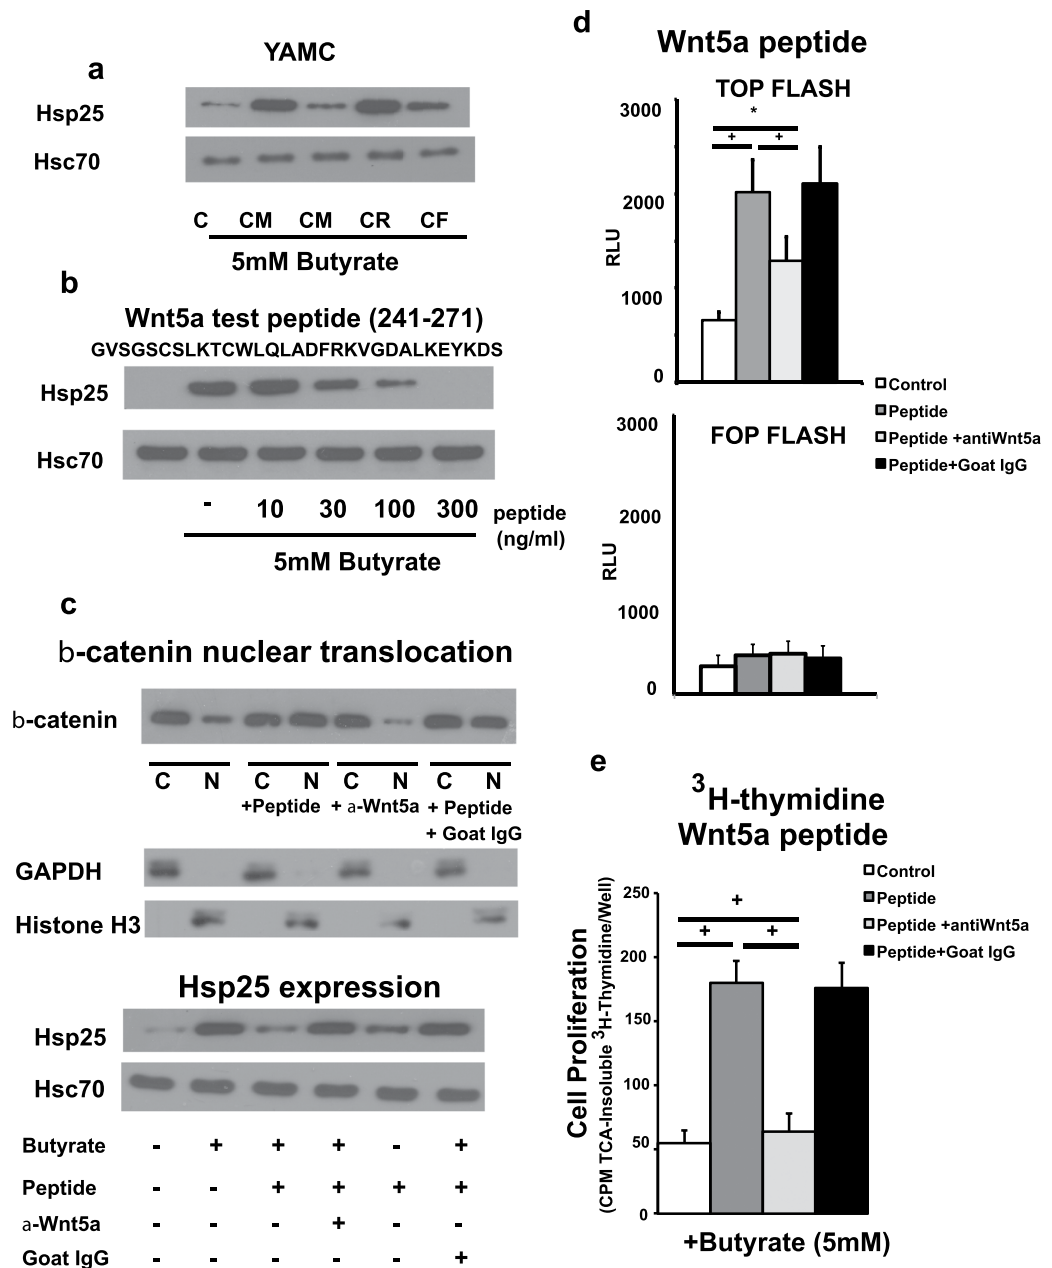 a
YAMC
Hsp25
Hsc70
C CM CM CR CF
5mM Butyrate
b
Wnt5a test peptide (241-271)
GVSGSCSLKTCWLQLADFRKVGDALKEYKDS
Hsp25
Hsc70
- 10 30 100 300 peptide
(ng/ml)
5mM Butyrate
c
b-catenin nuclear translocation
b-catenin
C N C N C N C N
+Peptide + a-Wnt5a + Peptide
+ Goat IgG
GAPDH
Histone H3
Hsp25 expression
Hsp25
Hsc70
Butyrate - + + + - +
Peptide - - + + + +
a-Wnt5a - - - + - -
Goat IgG - - - - - +
d
Wnt5a peptide
TOP FLASH
3000
2000
1000
0
RLU
*
+ +
Control
Peptide
Peptide +antiWnt5a
Peptide+Goat IgG
FOP FLASH
3000
2000
1000
0
RLU
e
3H-thymidine
Wnt5a peptide
Control
Peptide
Peptide +antiWnt5a
Peptide+Goat IgG
250
200
150
100
50
0
Cell Proliferation
(CPM TCA-Insoluble 3H-Thymidine/Well)
+
+ +
+Butyrate (5mM)